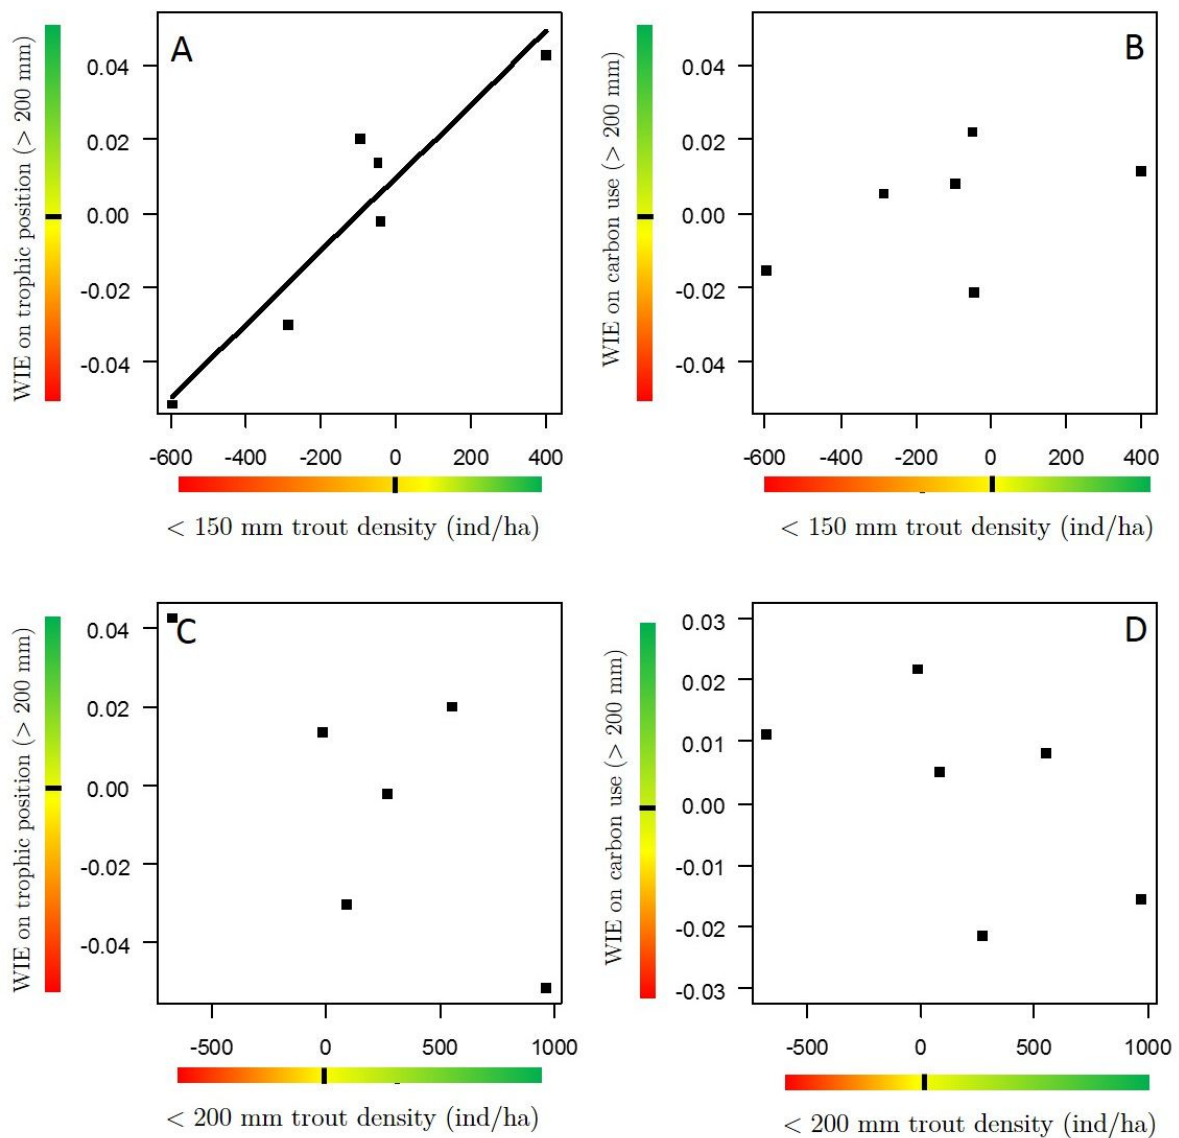 A
WIE on trophic position (> 200 mm)
0.04
0.02
0.00
-0.02
-0.04
-600 -400 -200 0 200 400
< 150 mm trout density (ind/ha)
B
WIE on carbon use (> 200 mm)
0.04
0.02
0.00
-0.02
-0.04
-600 -400 -200 0 200 400
< 150 mm trout density (ind/ha)
C
WIE on trophic position (> 200 mm)
0.04
0.02
0.00
-0.02
-0.04
-500 0 500 1000
< 200 mm trout density (ind/ha)
D
WIE on carbon use (> 200 mm)
0.03
0.02
0.01
0.00
-0.01
-0.02
-0.03
-500 0 500 1000
< 200 mm trout density (ind/ha)